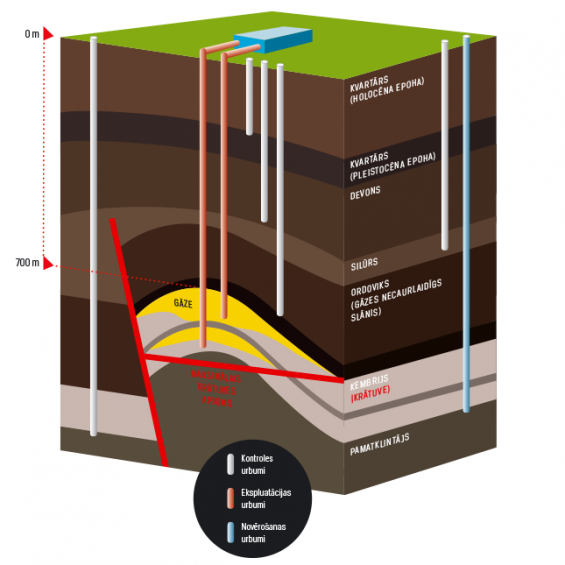 0 m
KVARTĀRS
(HOLOCĒNA EPOHA)
KVARTĀRS
(PLEISTOCĒNA EPOHA)
DEVONS
700 m
SILŪRS
ORDOVIKS
(GĀZES NECAURLAIDĪGS
SLĀNIS)
GĀZE
KEMBRIJS
(KRĀTUVE)
PAMATKLINTĀJS
Kontroles
urbumi
Ekspluatācijas
urbumi
Novērošanas
urbumi